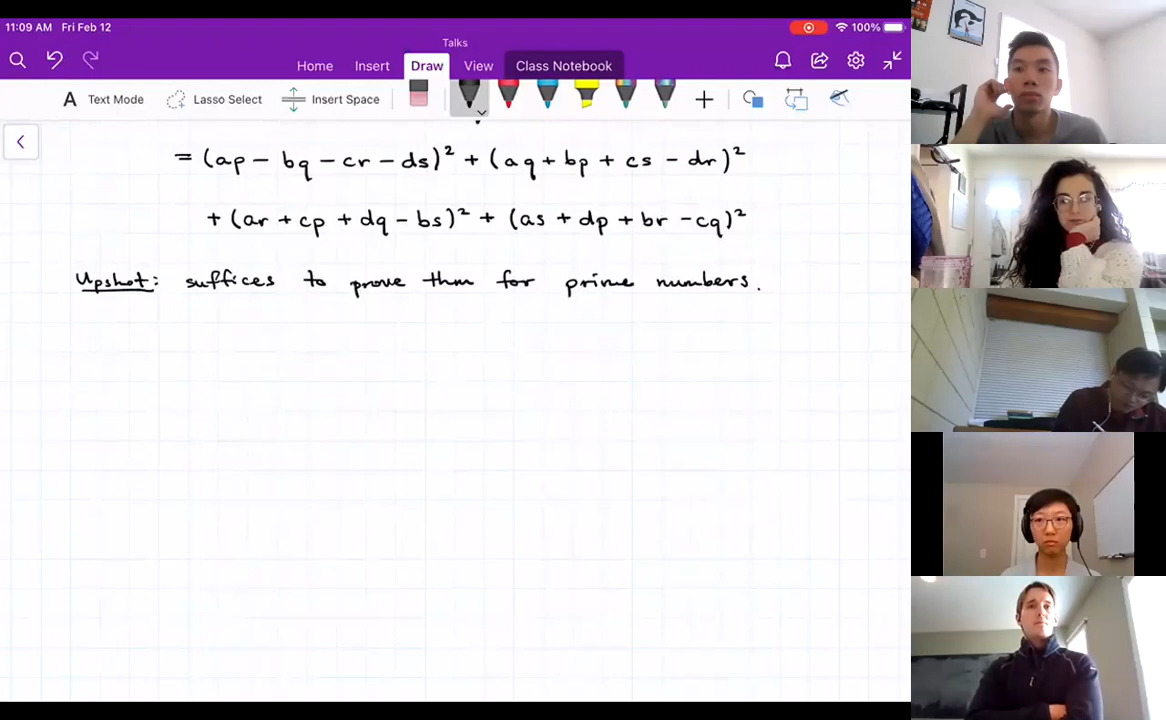 11:09 AM Fri Feb 12
100%
Talks
Home Insert Draw View Class Notebook
A Text Mode Lasso Select Insert Space
= (ap - bq - cr - ds)² + (aq + bp + cs - dr)²
+ (ar + cp + dq - bs)² + (as + dp + br - cq)²
Upshot: suffices to prove thm for prime numbers.